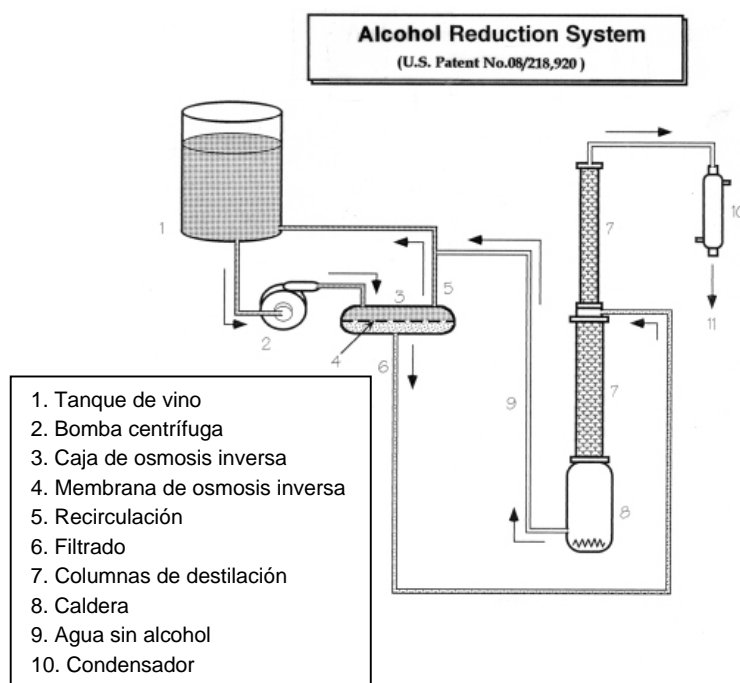 Alcohol Reduction System
(U.S. Patent No.08/218,920 )
1
2
3
4
5
6
7
7
8
9
10
11
1. Tanque de vino
2. Bomba centrífuga
3. Caja de osmosis inversa
4. Membrana de osmosis inversa
5. Recirculación
6. Filtrado
7. Columnas de destilación
8. Caldera
9. Agua sin alcohol
10. Condensador